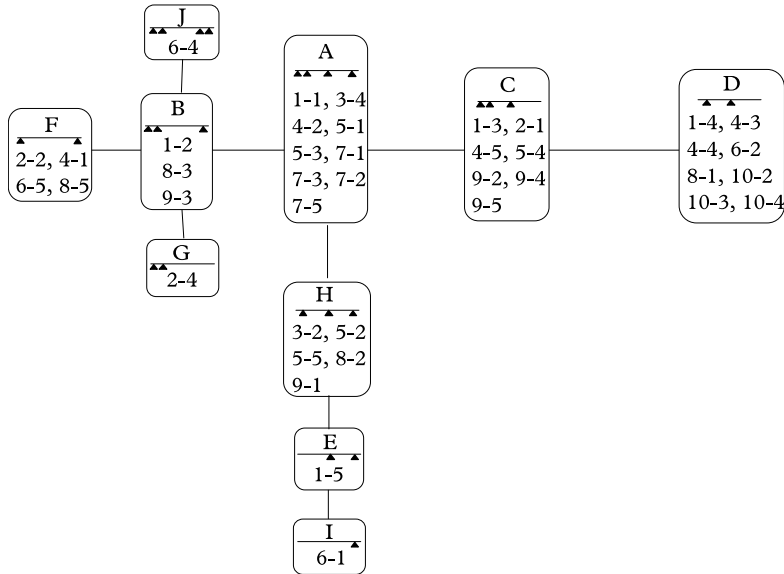 J
6-4
A
1-1, 3-4
4-2, 5-1
5-3, 7-1
7-3, 7-2
7-5
C
1-3, 2-1
4-5, 5-4
9-2, 9-4
9-5
D
1-4, 4-3
4-4, 6-2
8-1, 10-2
10-3, 10-4
F
2-2, 4-1
6-5, 8-5
B
1-2
8-3
9-3
G
2-4
H
3-2, 5-2
5-5, 8-2
9-1
E
1-5
I
6-1